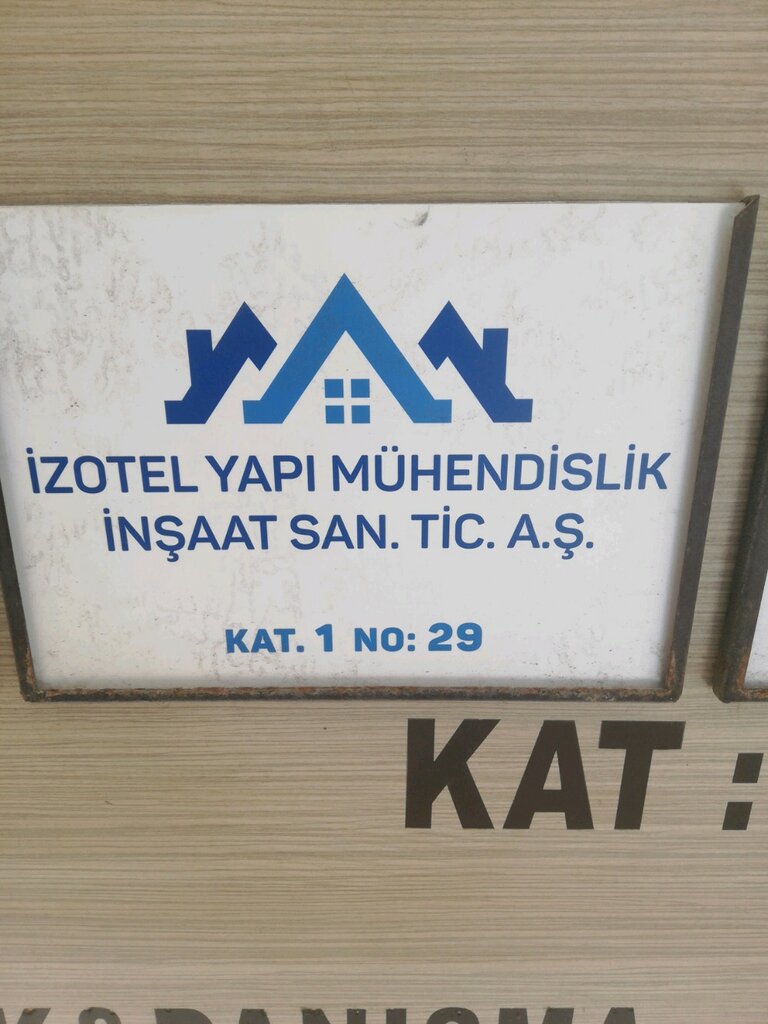 İZOTEL YAPI MÜHENDİSLİK
İNŞAAT SAN. TİC. A.Ş.
KAT. 1 NO: 29
KAT :